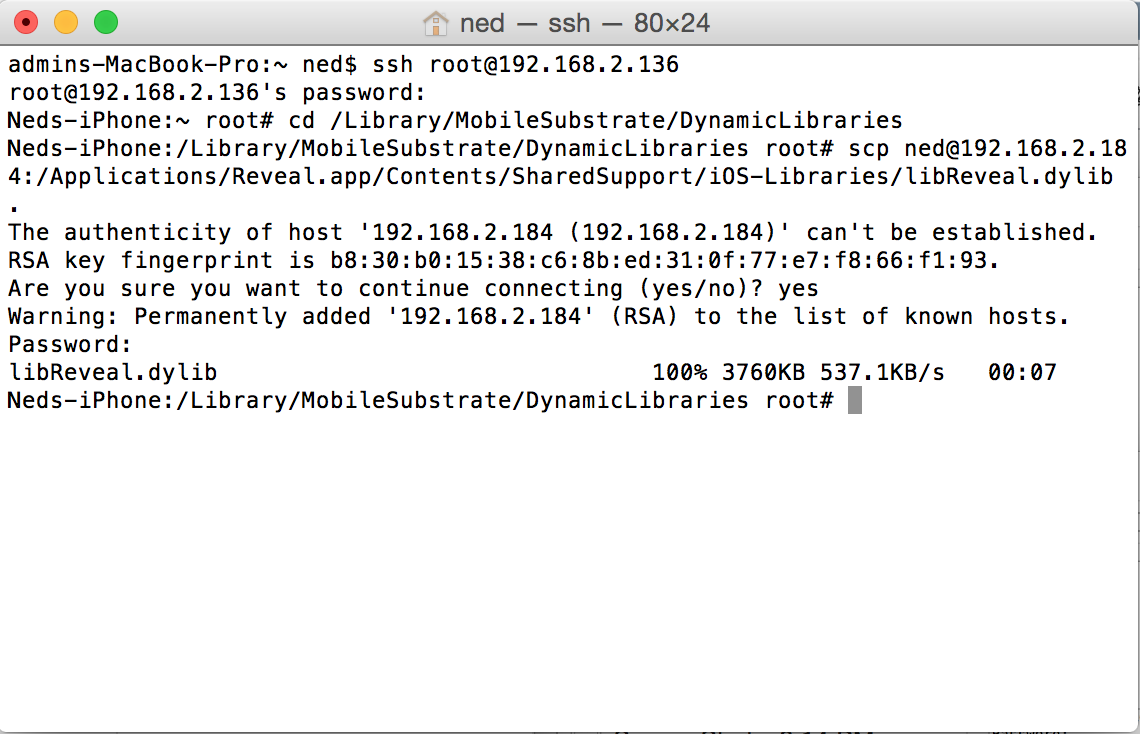 ned — ssh — 80×24
admins-MacBook-Pro:~ ned$ ssh root@192.168.2.136
root@192.168.2.136's password:
Neds-iPhone:~ root# cd /Library/MobileSubstrate/DynamicLibraries
Neds-iPhone:/Library/MobileSubstrate/DynamicLibraries root# scp ned@192.168.2.18
4:/Applications/Reveal.app/Contents/SharedSupport/iOS-Libraries/libReveal.dylib
.
The authenticity of host '192.168.2.184 (192.168.2.184)' can't be established.
RSA key fingerprint is b8:30:b0:15:38:c6:8b:ed:31:0f:77:e7:f8:66:f1:93.
Are you sure you want to continue connecting (yes/no)? yes
Warning: Permanently added '192.168.2.184' (RSA) to the list of known hosts.
Password:
libReveal.dylib 100% 3760KB 537.1KB/s 00:07
Neds-iPhone:/Library/MobileSubstrate/DynamicLibraries root#